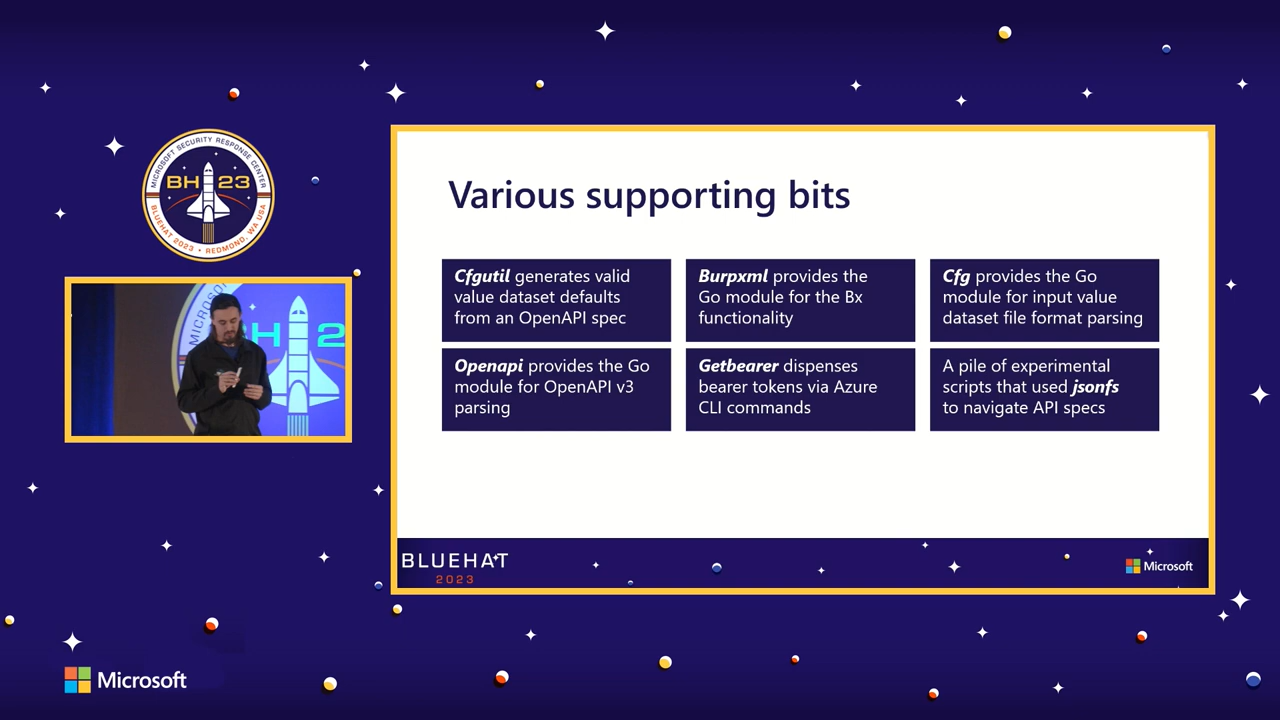 MICROSOFT SECURITY RESPONSE CENTER
BH 23
BLUEHAT 2023 • REDMOND, WA USA
Various supporting bits
Cfgutil generates valid
value dataset defaults
from an OpenAPI spec
Burpxml provides the
Go module for the Bx
functionality
Cfg provides the Go
module for input value
dataset file format parsing
Openapi provides the Go
module for OpenAPI v3
parsing
Getbearer dispenses
bearer tokens via Azure
CLI commands
A pile of experimental
scripts that used jsonfs
to navigate API specs
BLUEHAT
2023
Microsoft
Microsoft